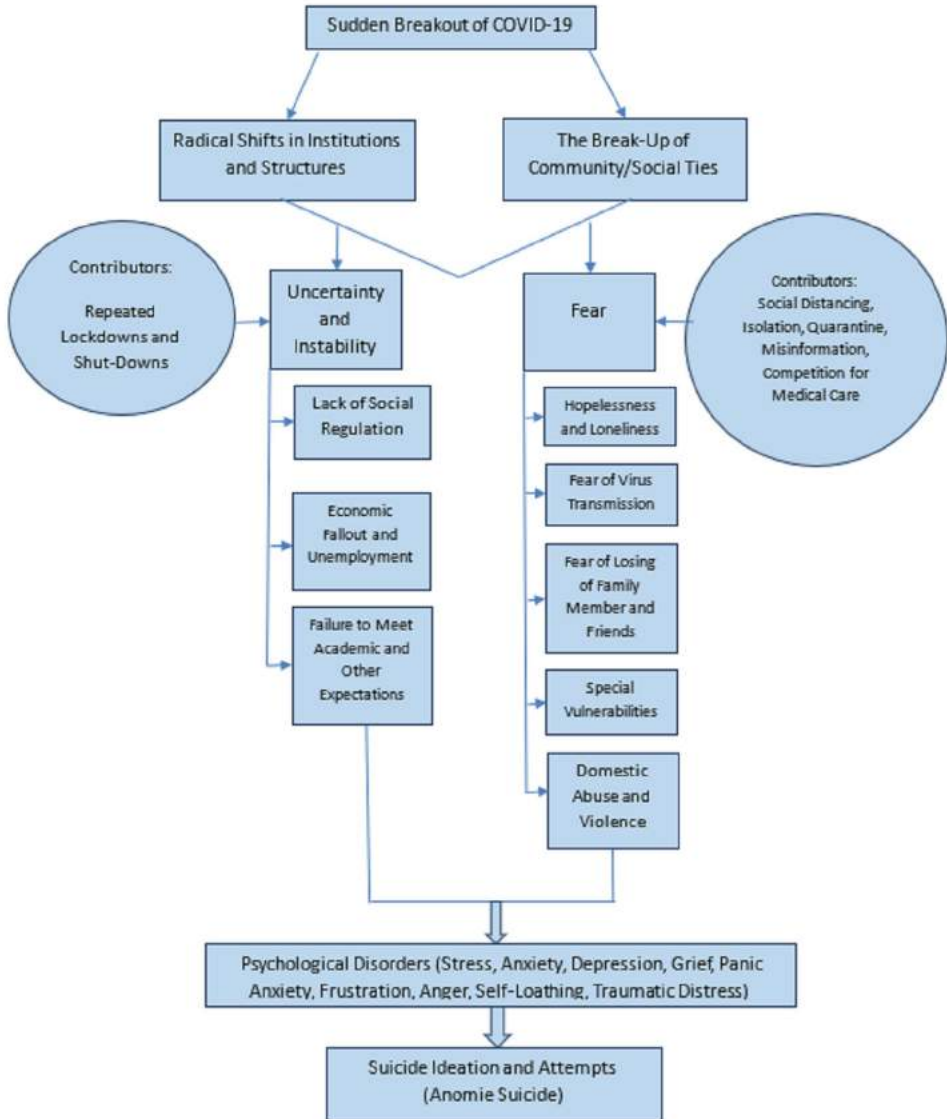 Sudden Breakout of COVID-19
Radical Shifts in Institutions
and Structures
The Break-Up of
Community/Social Ties
Contributors:
Repeated
Lockdowns and
Shut-Downs
Uncertainty
and
Instability
Fear
Contributors:
Social Distancing,
Isolation, Quarantine,
Misinformation,
Competition for
Medical Care
Lack of Social
Regulation
Economic
Fallout and
Unemployment
Failure to Meet
Academic and
Other
Expectations
Hopelessness
and Loneliness
Fear of Virus
Transmission
Fear of Losing
of Family
Member and
Friends
Special
Vulnerabilities
Domestic
Abuse and
Violence
Psychological Disorders (Stress, Anxiety, Depression, Grief, Panic
Anxiety, Frustration, Anger, Self-Loathing, Traumatic Distress)
Suicide Ideation and Attempts
(Anomie Suicide)